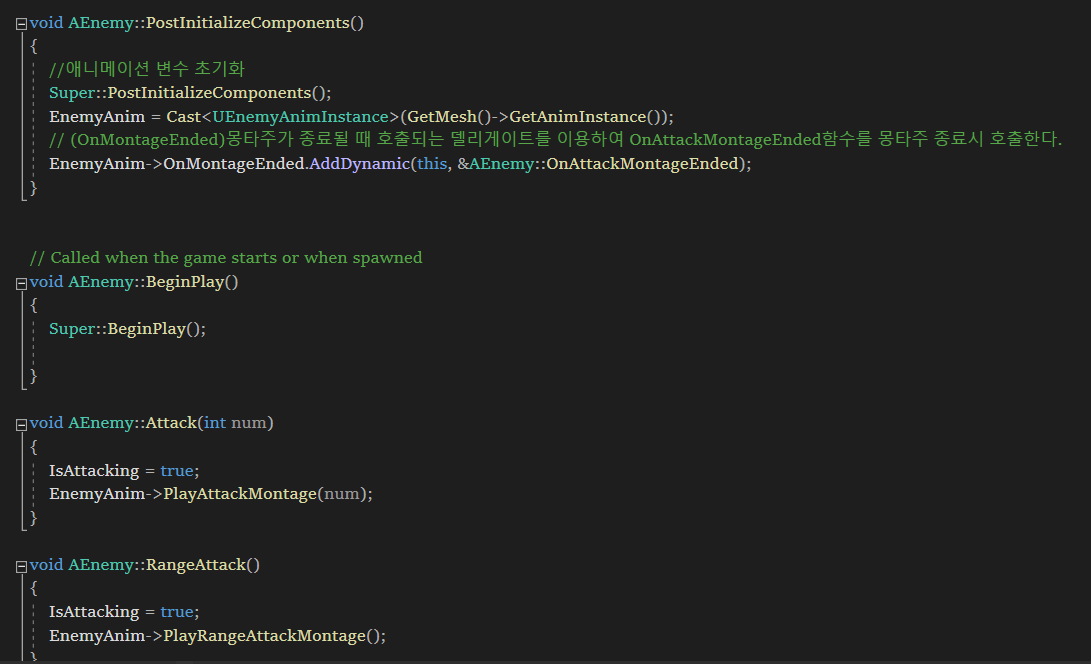 void AEnemy::PostInitializeComponents()
{
//애니메이션 변수 초기화
Super::PostInitializeComponents();
EnemyAnim = Cast<UEnemyAnimInstance>(GetMesh()->GetAnimInstance());
// (OnMontageEnded)몽타주가 종료될 때 호출되는 델리게이트를 이용하여 OnAttackMontageEnded함수를 몽타주 종료시 호출한다.
EnemyAnim->OnMontageEnded.AddDynamic(this, &AEnemy::OnAttackMontageEnded);
}
// Called when the game starts or when spawned
void AEnemy::BeginPlay()
{
Super::BeginPlay();
}
void AEnemy::Attack(int num)
{
IsAttacking = true;
EnemyAnim->PlayAttackMontage(num);
}
void AEnemy::RangeAttack()
{
IsAttacking = true;
EnemyAnim->PlayRangeAttackMontage();
}